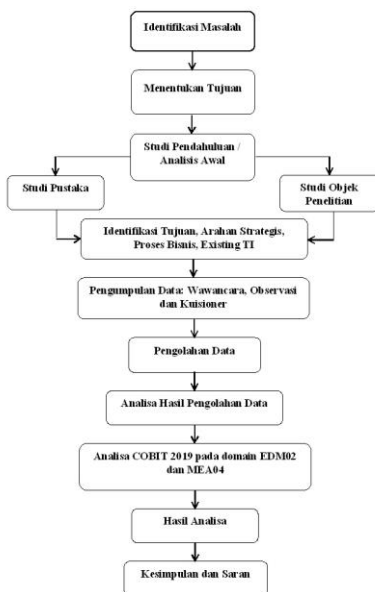 Identifikasi Masalah
Menentukan Tujuan
Studi Pendahuluan /
Analisis Awal
Studi Pustaka
Studi Objek
Penelitian
Identifikasi Tujuan, Arahan Strategis,
Proses Bisnis, Existing TI
Pengumpulan Data: Wawancara, Observasi
dan Kuisioner
Pengolahan Data
Analisa Hasil Pengolahan Data
Analisa COBIT 2019 pada domain EDM02
dan MEA04
Hasil Analisa
Kesimpulan dan Saran